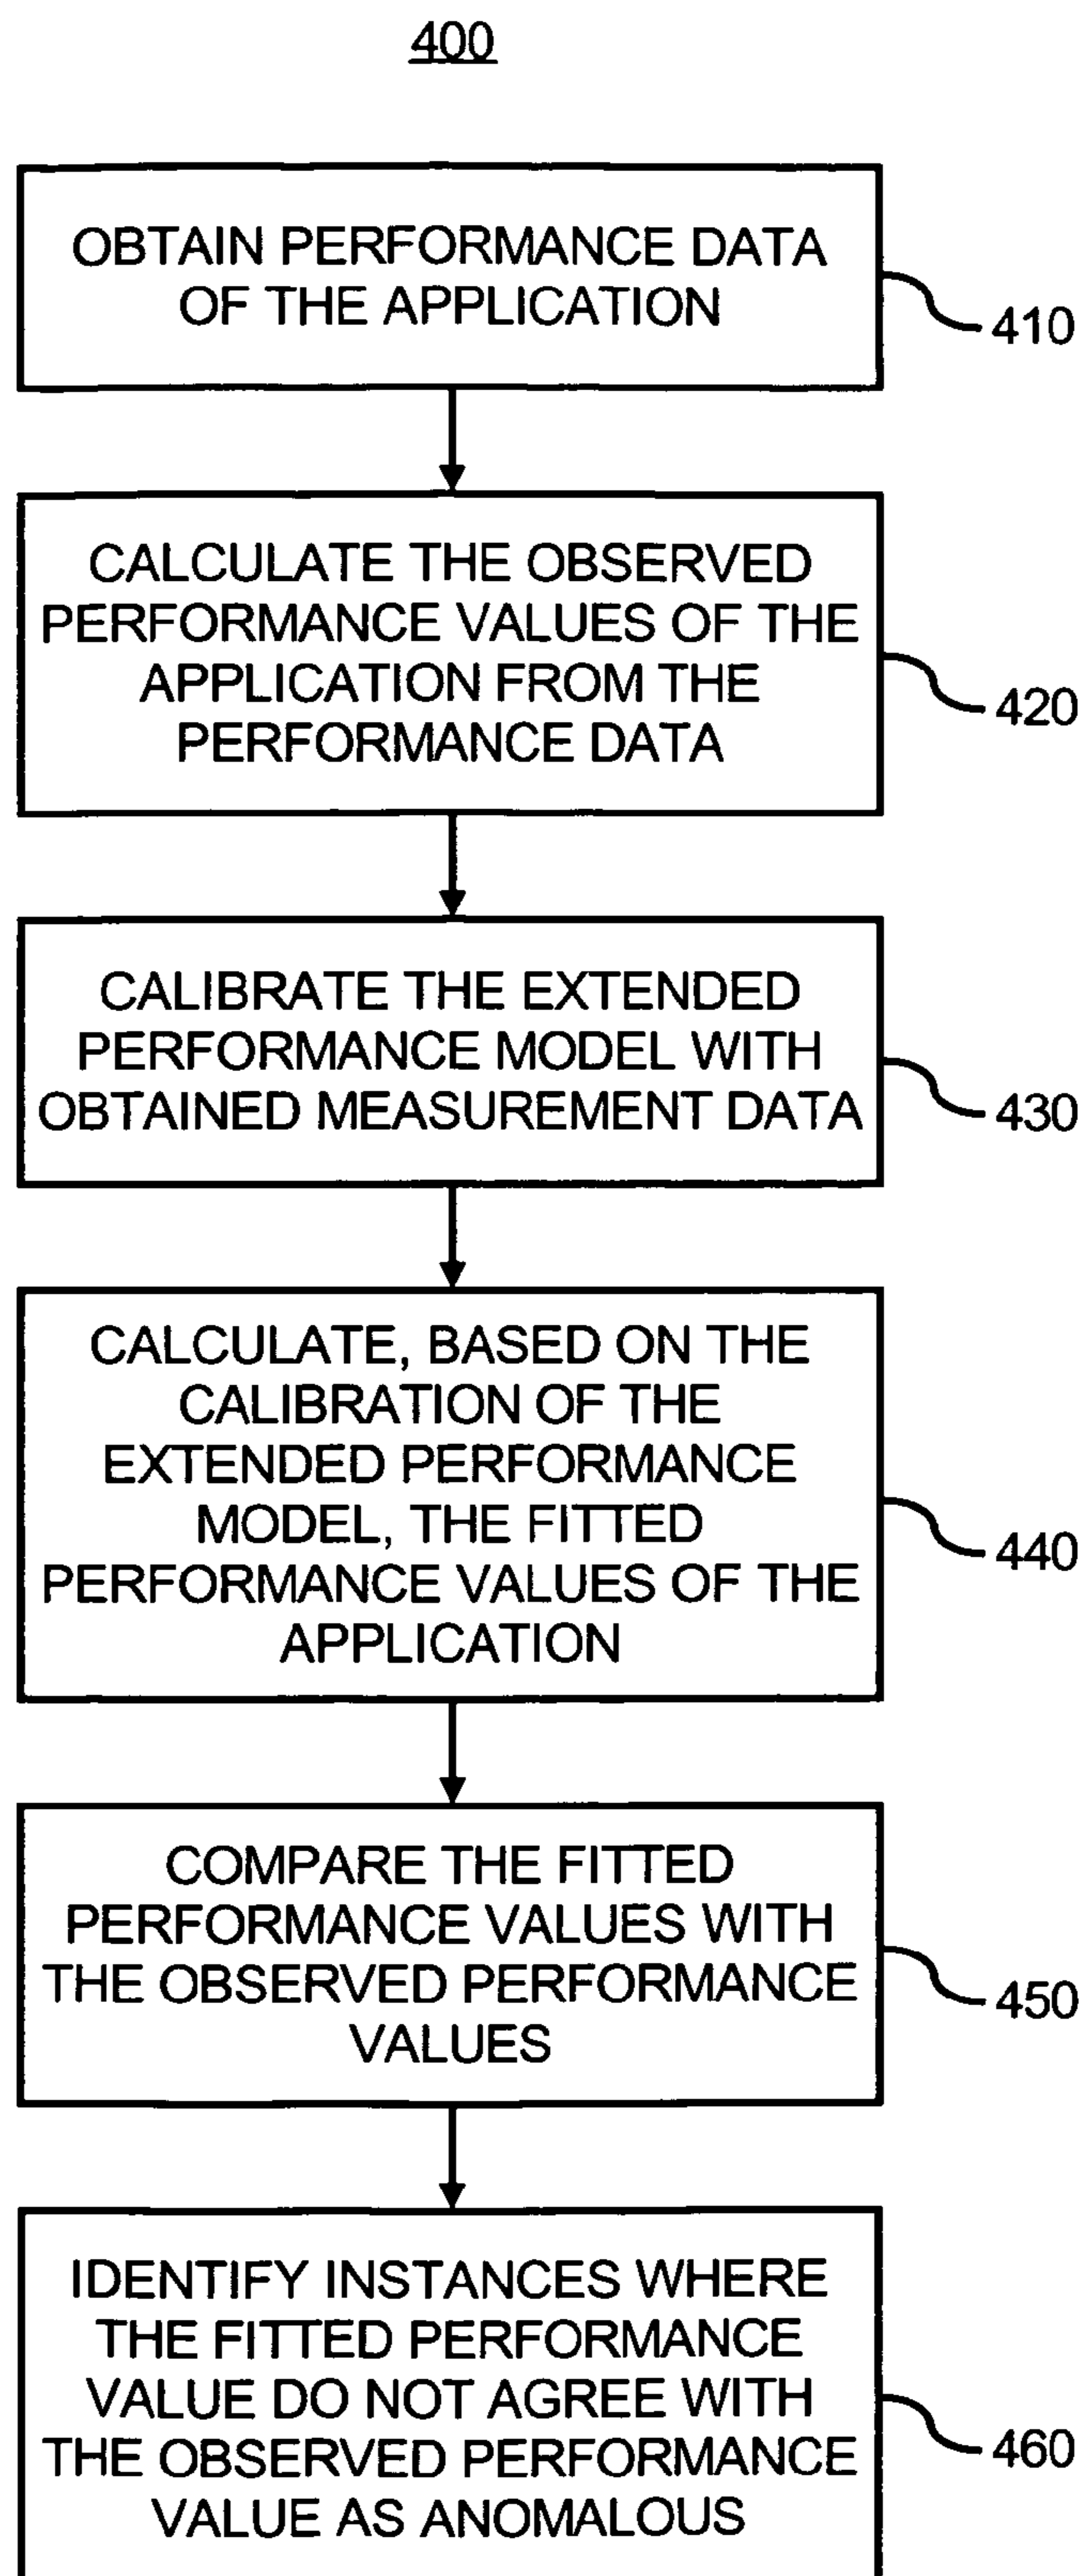 400
OBTAIN PERFORMANCE DATA
OF THE APPLICATION
410
CALCULATE THE OBSERVED
PERFORMANCE VALUES OF THE
APPLICATION FROM THE
PERFORMANCE DATA
420
CALIBRATE THE EXTENDED
PERFORMANCE MODEL WITH
OBTAINED MEASUREMENT DATA
430
CALCULATE, BASED ON THE
CALIBRATION OF THE
EXTENDED PERFORMANCE
MODEL, THE FITTED
PERFORMANCE VALUES OF THE
APPLICATION
440
COMPARE THE FITTED
PERFORMANCE VALUES WITH
THE OBSERVED PERFORMANCE
VALUES
450
IDENTIFY INSTANCES WHERE
THE FITTED PERFORMANCE
VALUE DO NOT AGREE WITH
THE OBSERVED PERFORMANCE
VALUE AS ANOMALOUS
460